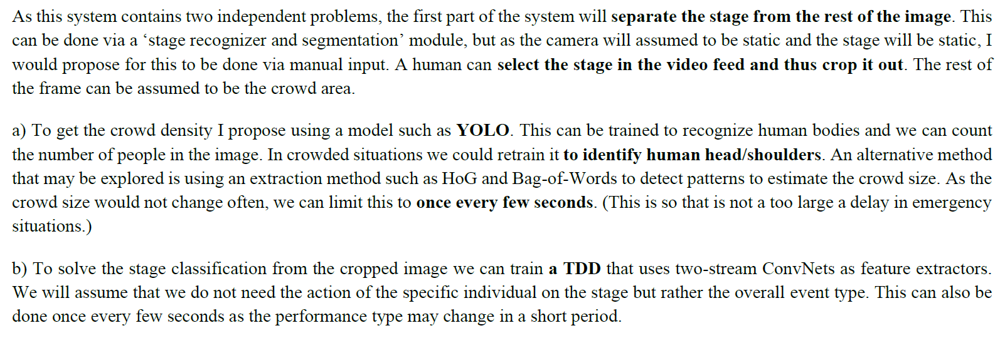 As this system contains two independent problems, the first part of the system will separate the stage from the rest of the image. This
can be done via a ‘stage recognizer and segmentation’ module, but as the camera will assumed to be static and the stage will be static, I
would propose for this to be done via manual input. A human can select the stage in the video feed and thus crop it out. The rest of
the frame can be assumed to be the crowd area.
a) To get the crowd density I propose using a model such as YOLO. This can be trained to recognize human bodies and we can count
the number of people in the image. In crowded situations we could retrain it to identify human head/shoulders. An alternative method
that may be explored is using an extraction method such as HoG and Bag-of-Words to detect patterns to estimate the crowd size. As the
crowd size would not change often, we can limit this to once every few seconds. (This is so that is not a too large a delay in emergency
situations.)
b) To solve the stage classification from the cropped image we can train a TDD that uses two-stream ConvNets as feature extractors.
We will assume that we do not need the action of the specific individual on the stage but rather the overall event type. This can also be
done once every few seconds as the performance type may change in a short period.